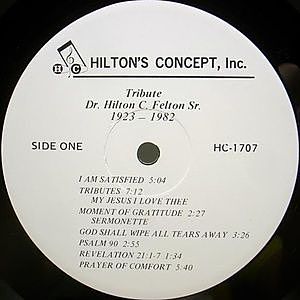 H C HILTON'S CONCEPT, Inc.
Tribute
Dr. Hilton C. Felton Sr.
1923 - 1982
SIDE ONE HC-1707
I AM SATISFIED 5:04
TRIBUTES 7:12
MY JESUS I LOVE THEE
MOMENT OF GRATITUDE 2:27
SERMONETTE
GOD SHALL WIPE ALL TEARS AWAY 3:26
PSALM 90 2:55
REVELATION 21:1-7 1:34
PRAYER OF COMFORT 5:40